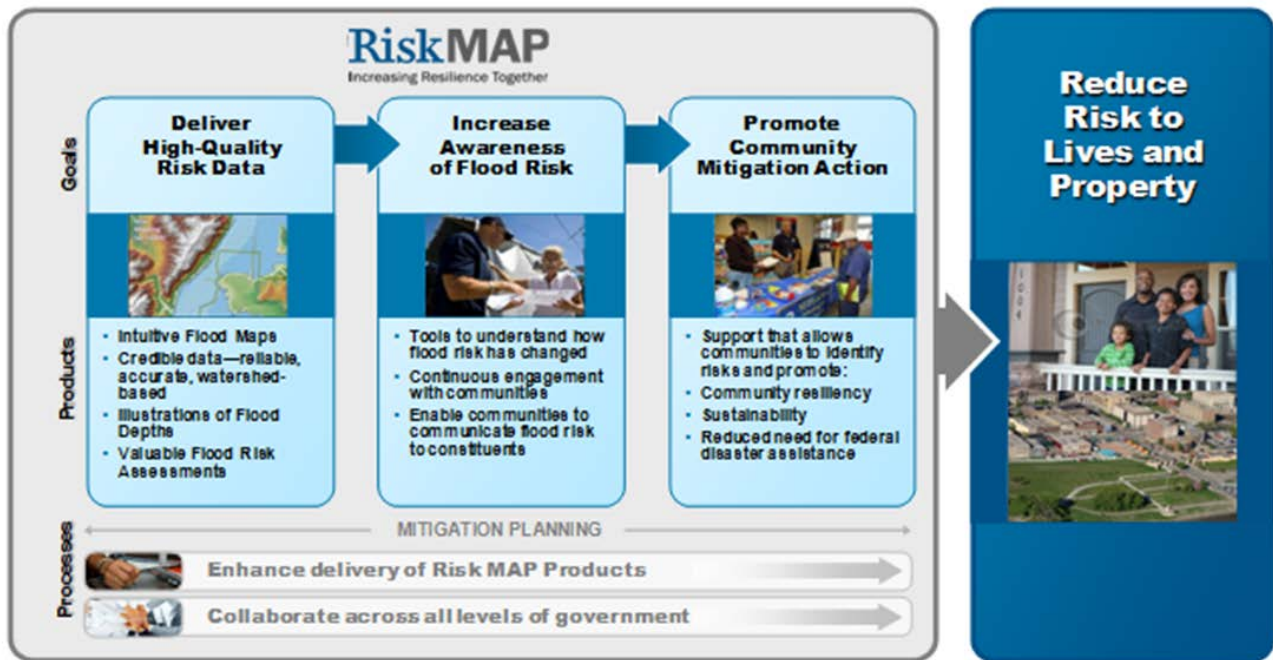 RiskMAP
Increasing Resilience Together
Goals
Deliver
High-Quality
Risk Data
Increase
Awareness
of Flood Risk
Promote
Community
Mitigation Action
Products
• Intuitive Flood Maps
• Credible data—reliable,
accurate, watershed-
based
• Illustrations of Flood
Depths
• Valuable Flood Risk
Assessments
• Tools to understand how
flood risk has changed
• Continuous engagement
with communities
• Enable communities to
communicate flood risk
to constituents
• Support that allows
communities to identify
risks and promote:
• Community resiliency
• Sustainability
• Reduced need for federal
disaster assistance
Processes
MITIGATION PLANNING
Enhance delivery of Risk MAP Products
Collaborate across all levels of government
Reduce
Risk to
Lives and
Property
1004